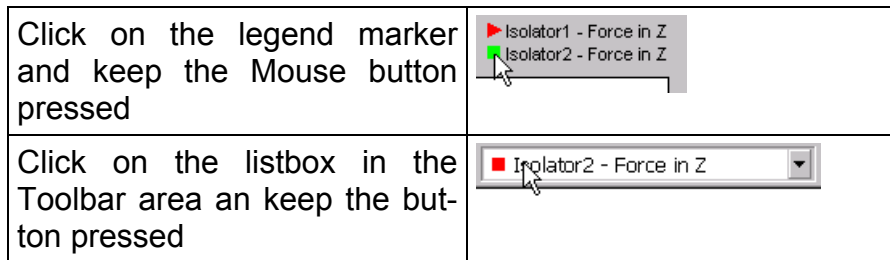 Click on the legend marker
and keep the Mouse button
pressed
Isolator1 - Force in Z
Isolator2 - Force in Z
Click on the listbox in the
Toolbar area an keep the but-
ton pressed
Isolator2 - Force in Z